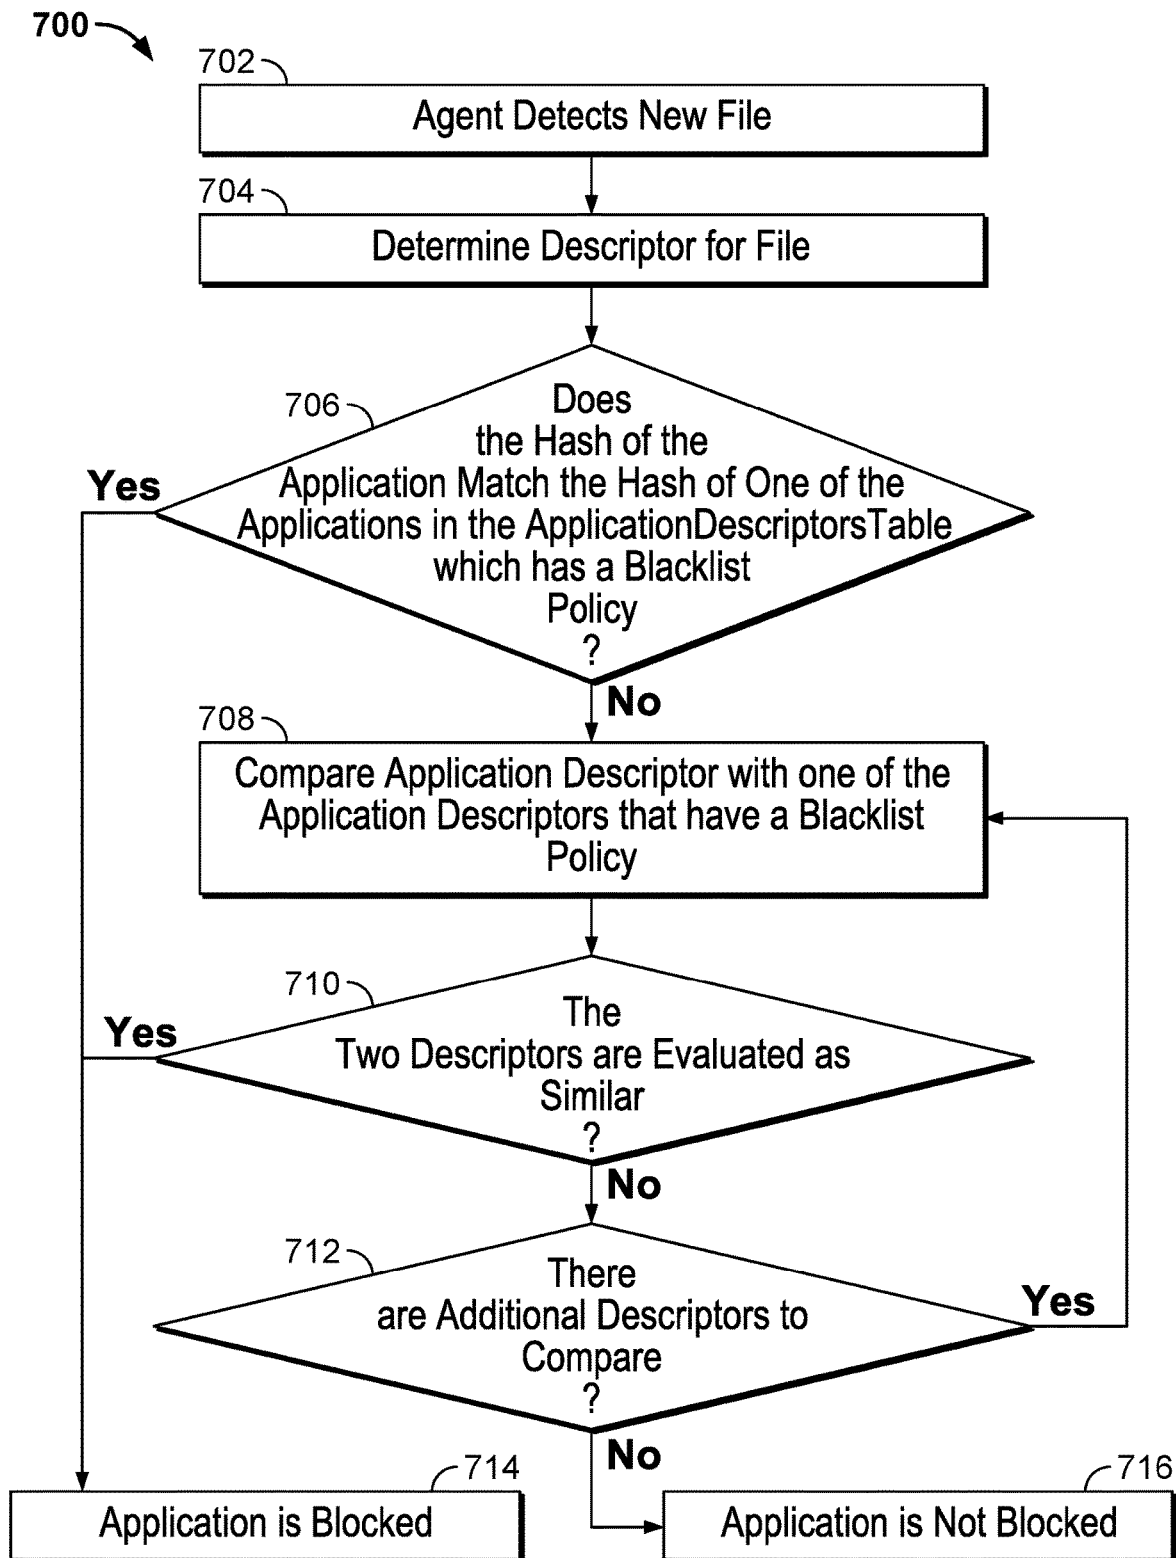 700
702
Agent Detects New File
704
Determine Descriptor for File
706
Does
the Hash of the
Application Match the Hash of One of the
Applications in the ApplicationDescriptorsTable
which has a Blacklist
Policy
?
Yes
No
708
Compare Application Descriptor with one of the
Application Descriptors that have a Blacklist
Policy
710
The
Two Descriptors are Evaluated as
Similar
?
Yes
No
712
There
are Additional Descriptors to
Compare
?
Yes
No
714
Application is Blocked
716
Application is Not Blocked